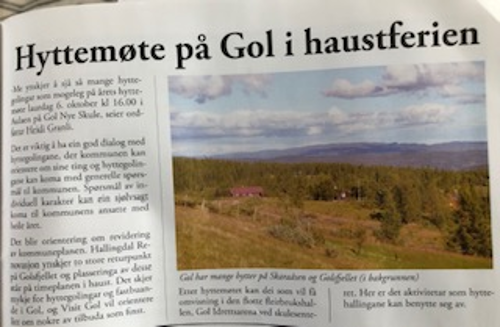 Hyttemøte på Gol i haustferien
-Me ynskjer å sjå så mange hytte-
golingar som mogeleg på årets hytte-
møte laurdag 6. oktober kl 16.00 i
Aulaen på Gol Nye Skule, seier ord-
førar Heidi Granli.
Det er viktig å ha ein god dialog med
hyttegolingane, der kommunen kan
orientere om sine ting og hyttegolin-
gane kan koma med generelle spørs-
mål til kommunen. Spørsmål av in-
dividuell karakter kan ein sjølvsagt
koma til kommunens ansatte med
heile året.
Det blir orientering om revidering
av kommuneplanen. Hallingdal Re-
novasjon ynskjer to store returpunkt
på Golsfjellet og plasseringa av desse
står på timeplanen i haust. Det skjer
mykje for hyttegolingar og fastbuan-
de i Gol, og Visit Gol vil orientere
om nokre av tilbuda som finst.
Gol har mange hytter på Skaradsen og Golsfjellet (i bakgrunnen)
Etter hyttemøtet kan dei som vil få
omvisning i den flotte fleirbrukshal-
len, Gol Idrettsarena ved skulesente-
ret. Her er det aktivitetar som hytte-
hallingane kan benytte seg av.